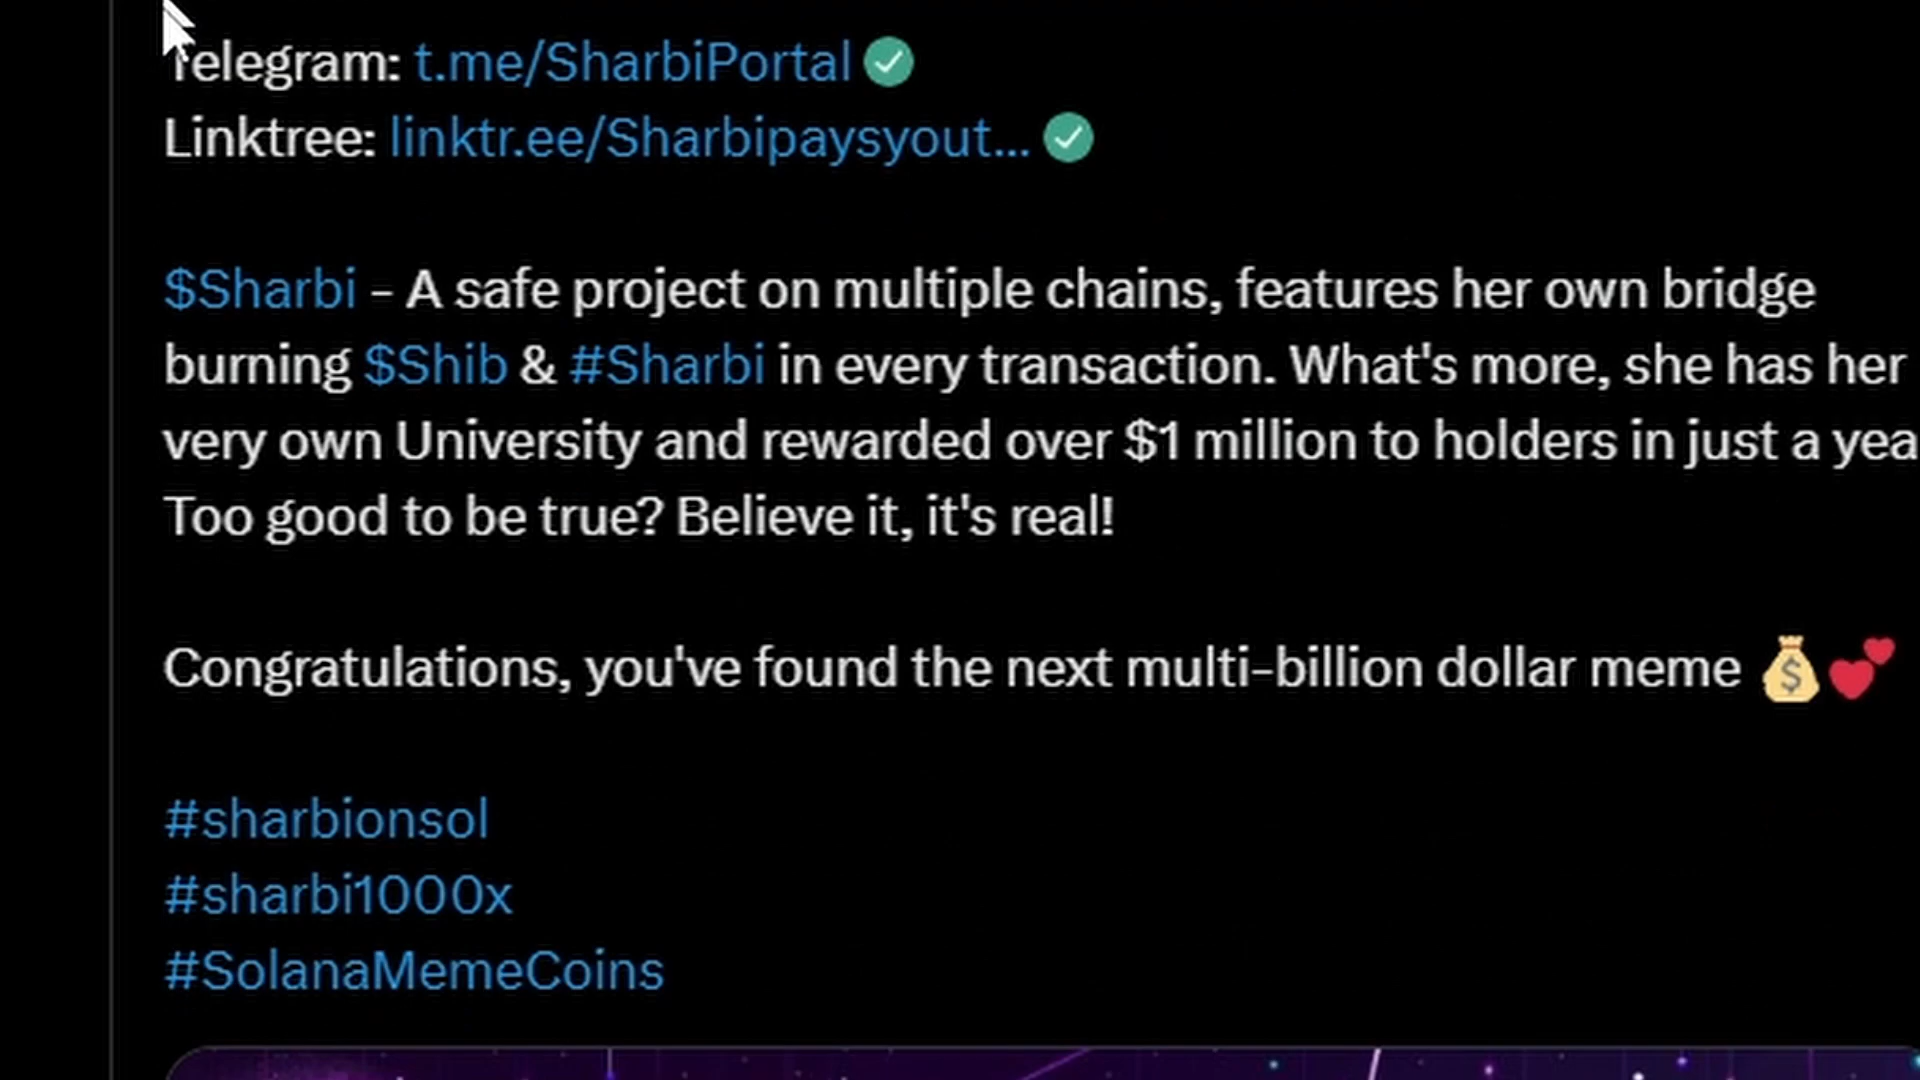 Telegram: t.me/SharbiPortal
Linktree: linktr.ee/Sharbipaysyout...
$Sharbi - A safe project on multiple chains, features her own bridge
burning $Shib & #Sharbi in every transaction. What's more, she has her
very own University and rewarded over $1 million to holders in just a yea
Too good to be true? Believe it, it's real!
Congratulations, you've found the next multi-billion dollar meme 💰💕
#sharbionsol
#sharbi1000x
#SolanaMemeCoins